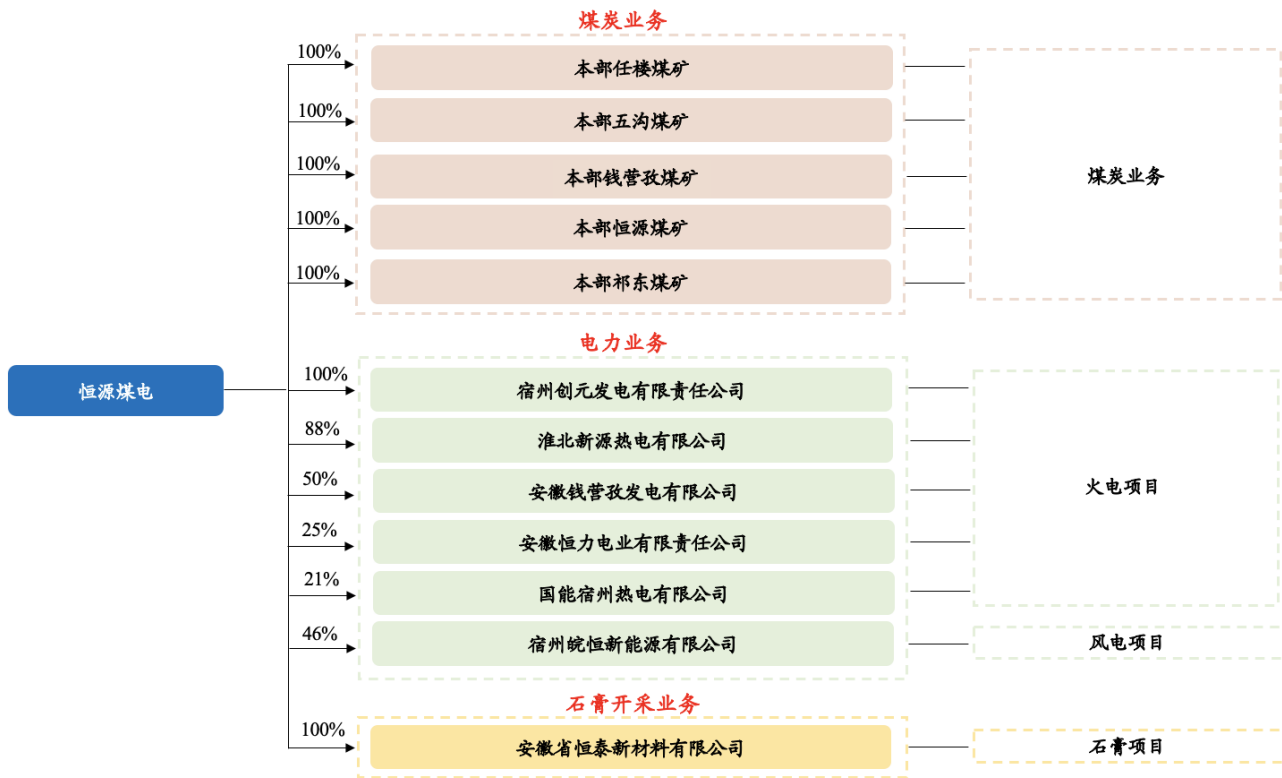 煤炭业务
100%
本部任楼煤矿
100%
本部五沟煤矿
100%
本部钱营孜煤矿
煤炭业务
100%
本部恒源煤矿
100%
本部祁东煤矿
电力业务
恒源煤电
100%
宿州创元发电有限责任公司
88%
淮北新源热电有限公司
50%
安徽钱营孜发电有限公司
火电项目
25%
安徽恒力电业有限责任公司
21%
国能宿州热电有限公司
46%
宿州皖恒新能源有限公司
风电项目
石膏开采业务
100%
安徽省恒泰新材料有限公司
石膏项目